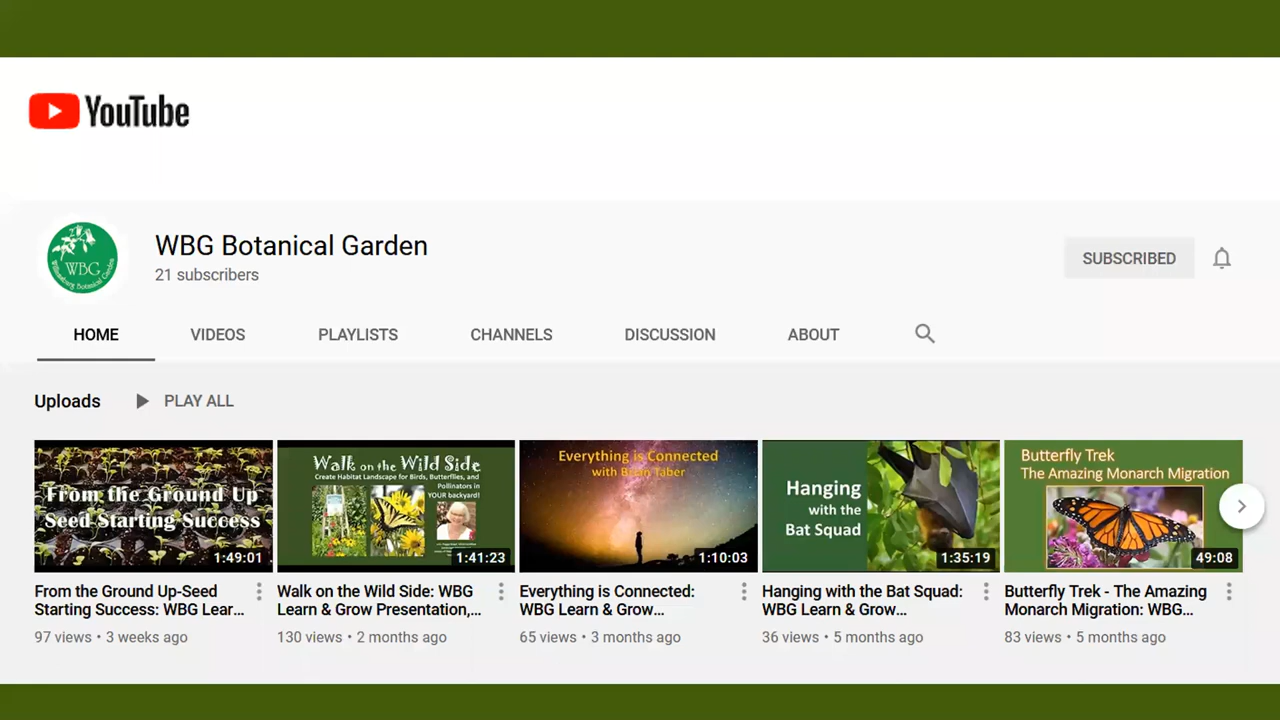 YouTube
WBG
Williamsburg Botanical Garden
WBG Botanical Garden
21 subscribers
SUBSCRIBED
HOME
VIDEOS
PLAYLISTS
CHANNELS
DISCUSSION
ABOUT
Uploads
PLAY ALL
From the Ground Up
Seed Starting Success
1:49:01
Walk on the Wild Side
Create Habitat Landscape for Birds, Butterflies, and
Pollinators in
YOUR backyard!
1:41:23
Everything is Connected
with Brian Taber
1:10:03
Hanging
with the
Bat Squad
1:35:19
Butterfly Trek
The Amazing Monarch Migration
49:08
From the Ground Up-Seed
Starting Success: WBG Lear...
97 views • 3 weeks ago
Walk on the Wild Side: WBG
Learn & Grow Presentation,...
130 views • 2 months ago
Everything is Connected:
WBG Learn & Grow...
65 views • 3 months ago
Hanging with the Bat Squad:
WBG Learn & Grow...
36 views • 5 months ago
Butterfly Trek - The Amazing
Monarch Migration: WBG...
83 views • 5 months ago